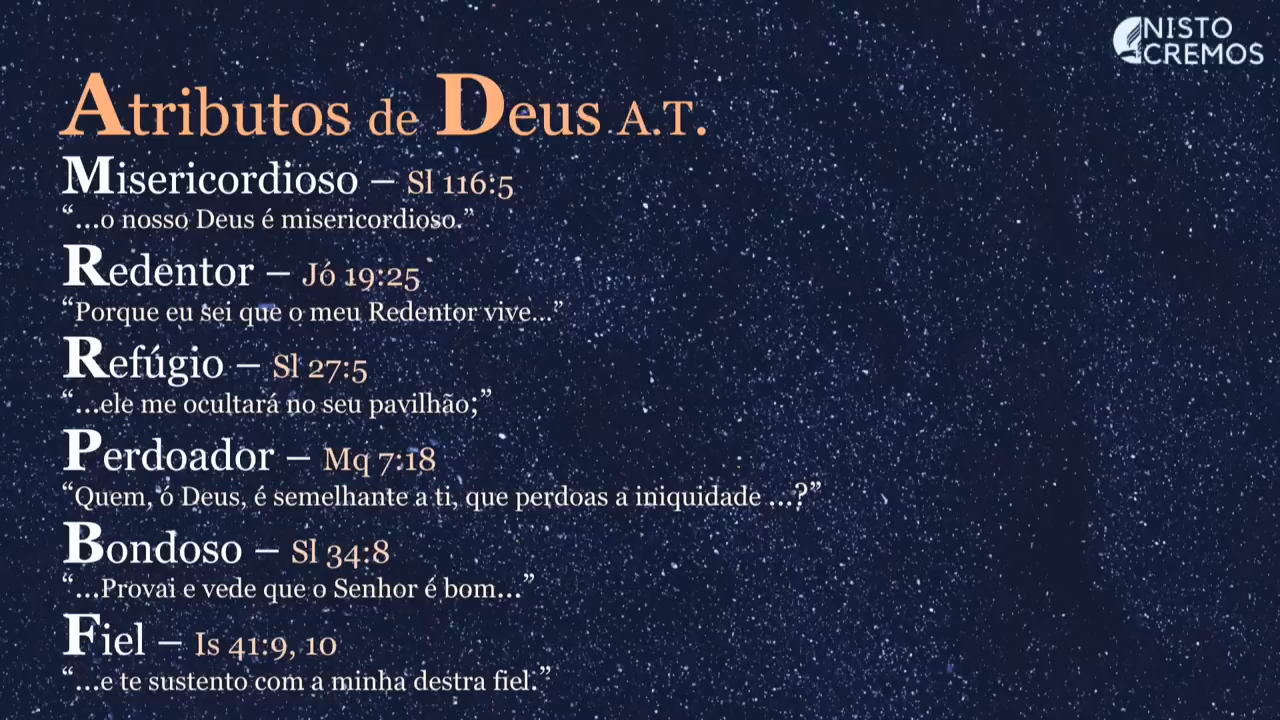 NISTO
CREMOS
Atributos de Deus A.T.
Misericordioso – Sl 116:5
“...o nosso Deus é misericordioso.”
Redentor – Jó 19:25
“Porque eu sei que o meu Redentor vive...”
Refúgio – Sl 27:5
“...ele me ocultará no seu pavilhão;”
Perdoador – Mq 7:18
“Quem, ó Deus, é semelhante a ti, que perdoas a iniquidade ...?”
Bondoso – Sl 34:8
“...Provai e vede que o Senhor é bom...”
Fiel – Is 41:9, 10
“...e te sustento com a minha destra fiel.”